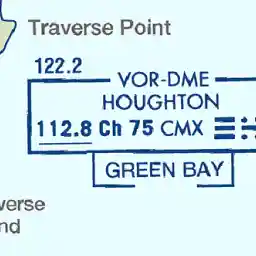 Traverse Point
122.2
VOR-DME
HOUGHTON
112.8 Ch 75 CMX
GREEN BAY
verse
nd